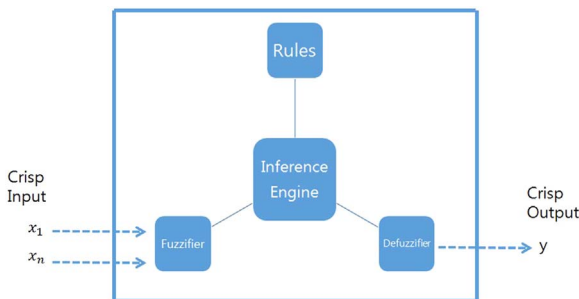 Rules
Inference
Engine
Crisp
Input
x₁
xₙ
Fuzzifier
Defuzzifier
Crisp
Output
y